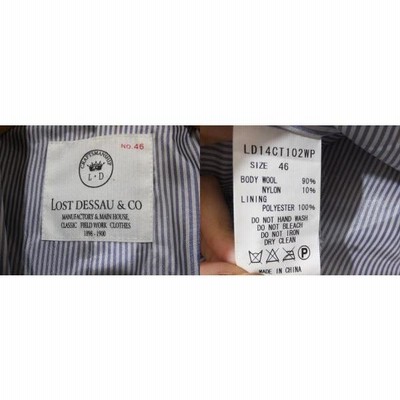 NO. 46
CRAFTSMANSHIP
L · D
LOST DESSAU & CO
MANUFACTORY & MAIN HOUSE,
CLASSIC FIELD WORK CLOTHES
1898 - 1900
LD14CT102WP
SIZE 46
BODY WOOL 90%
NYLON 10%
LINING
POLYESTER 100%
DO NOT HAND WASH
DO NOT BLEACH
DO NOT IRON
DRY CLEAN
MADE IN CHINA